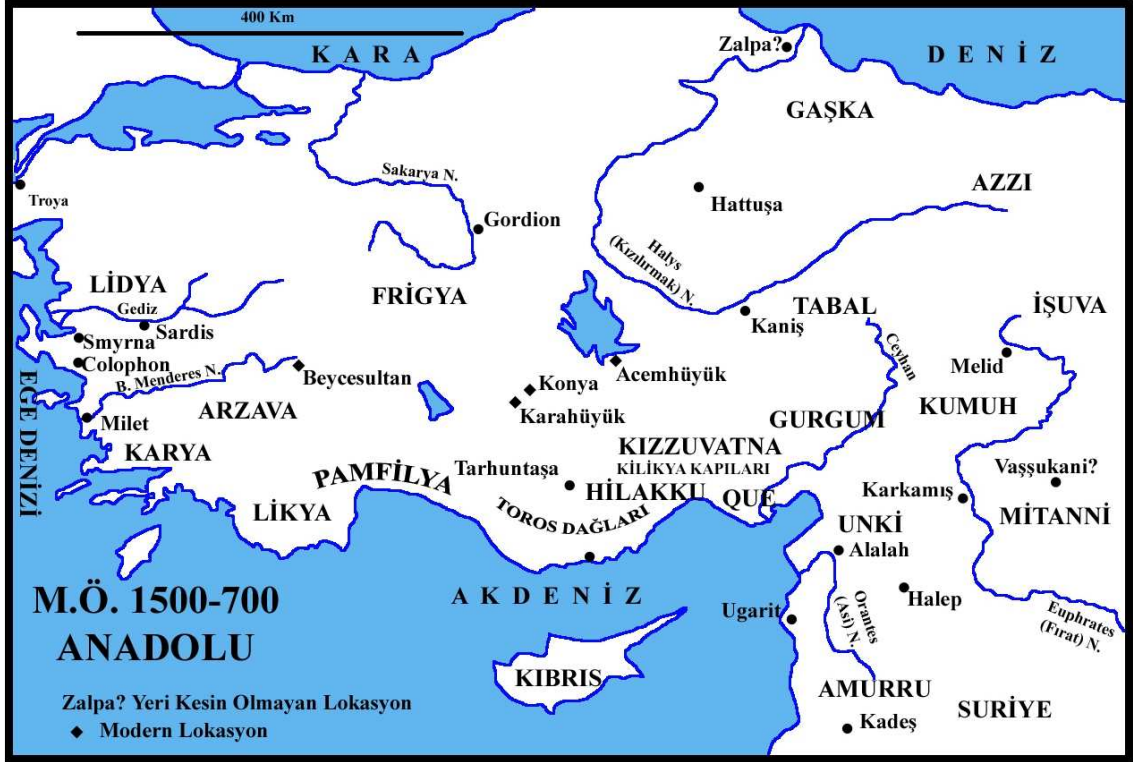 400 Km
KARA
DENİZ
Zalpa?
GAŞKA
Sakarya N.
AZZI
Troya
Hattuşa
Gordion
Halys
(Kızılırmak) N.
LİDYA
FRİGYA
TABAL
İŞUVA
Gediz
Sardis
Kaniş
Smyrna
Ceyhan
Colophon
Melid
B. Menderes N.
Beycesultan
Acemhüyük
EGE DENİZİ
Konya
ARZAVA
Karahüyük
GURGUM
KUMUH
Milet
KARYA
KIZZUVATNA
PAMFİLYA
Tarhuntaşa
KİLİKYA KAPILARI
Vaşşukani?
HİLAKKU
QUE
Karkamış
LİKYA
TOROS DAĞLARI
UNKİ
MİTANNİ
Alalah
M.Ö. 1500-700
ANADOLU
AKDENİZ
Halep
Ugarit
Orantes
(Asi) N.
Euphrates
(Fırat) N.
KIBRIS
AMURRU
Zalpa? Yeri Kesin Olmayan Lokasyon
SURİYE
Kadeş
Modern Lokasyon